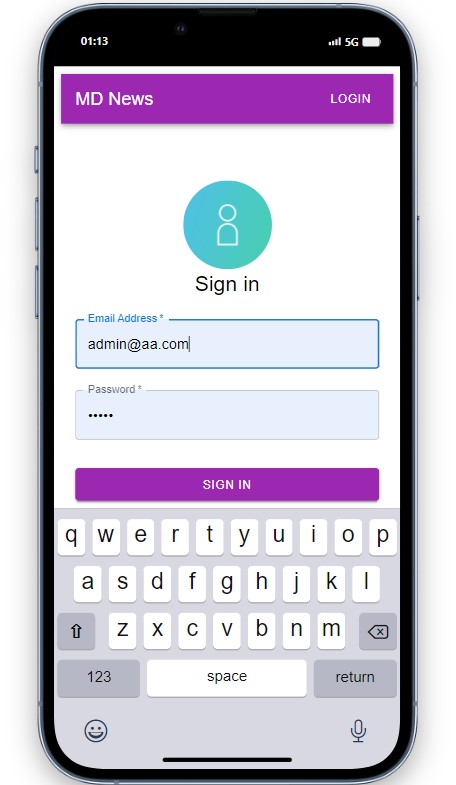 01:13 5G
MD News LOGIN
Sign in
Email Address *
admin@aa.com
Password *
•••••
SIGN IN
q w e r t y u i o p
a s d f g h j k l
z x c v b n m
123 space return